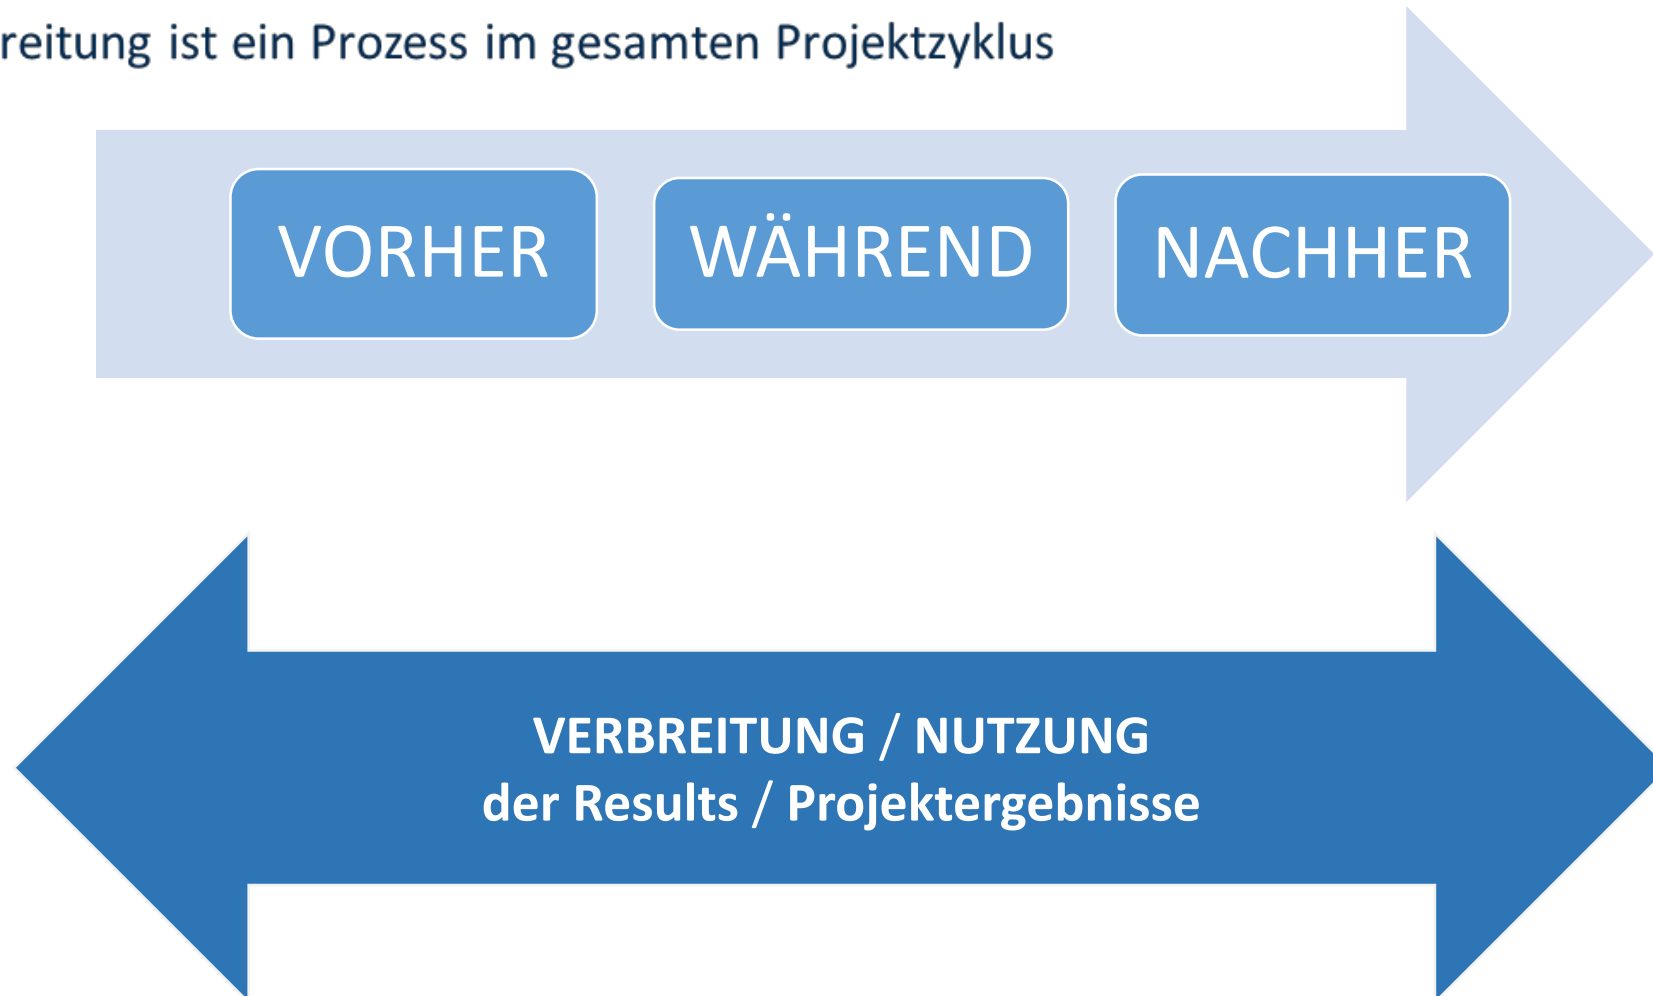 reitung ist ein Prozess im gesamten Projektzyklus
VORHER
WÄHREND
NACHHER
VERBREITUNG / NUTZUNG
der Results / Projektergebnisse